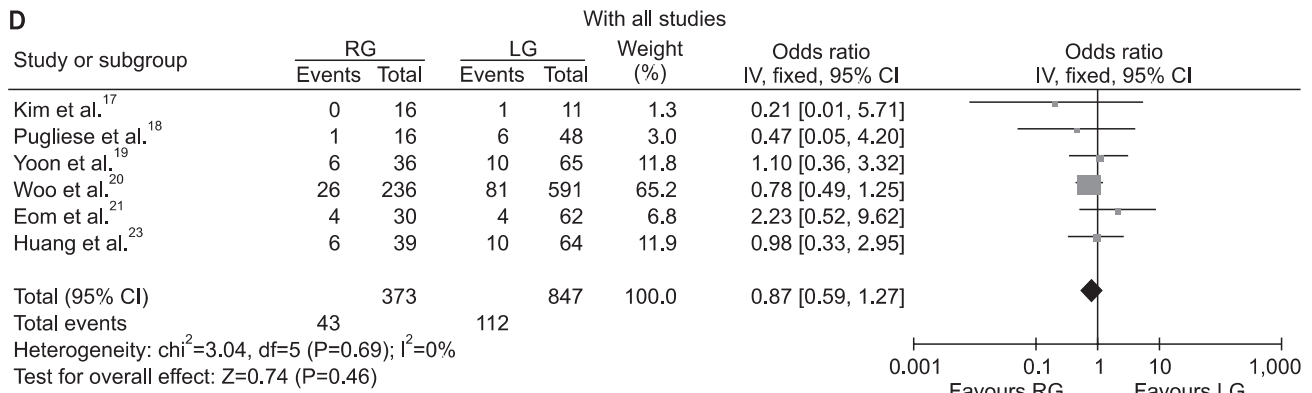 D
With all studies
Study or subgroup RG LG Weight (%) Odds ratio IV, fixed, 95% CI Odds ratio IV, fixed, 95% CI
Events Total Events Total
Kim et al.17 0 16 1 11 1.3 0.21 [0.01, 5.71]
Pugliese et al.18 1 16 6 48 3.0 0.47 [0.05, 4.20]
Yoon et al.19 6 36 10 65 11.8 1.10 [0.36, 3.32]
Woo et al.20 26 236 81 591 65.2 0.78 [0.49, 1.25]
Eom et al.21 4 30 4 62 6.8 2.23 [0.52, 9.62]
Huang et al.23 6 39 10 64 11.9 0.98 [0.33, 2.95]
Total (95% CI) 373 847 100.0 0.87 [0.59, 1.27]
Total events 43 112
Heterogeneity: chi2=3.04, df=5 (P=0.69); I2=0%
Test for overall effect: Z=0.74 (P=0.46)
0.001 0.1 1 10 1,000
Favours RG Favours LG